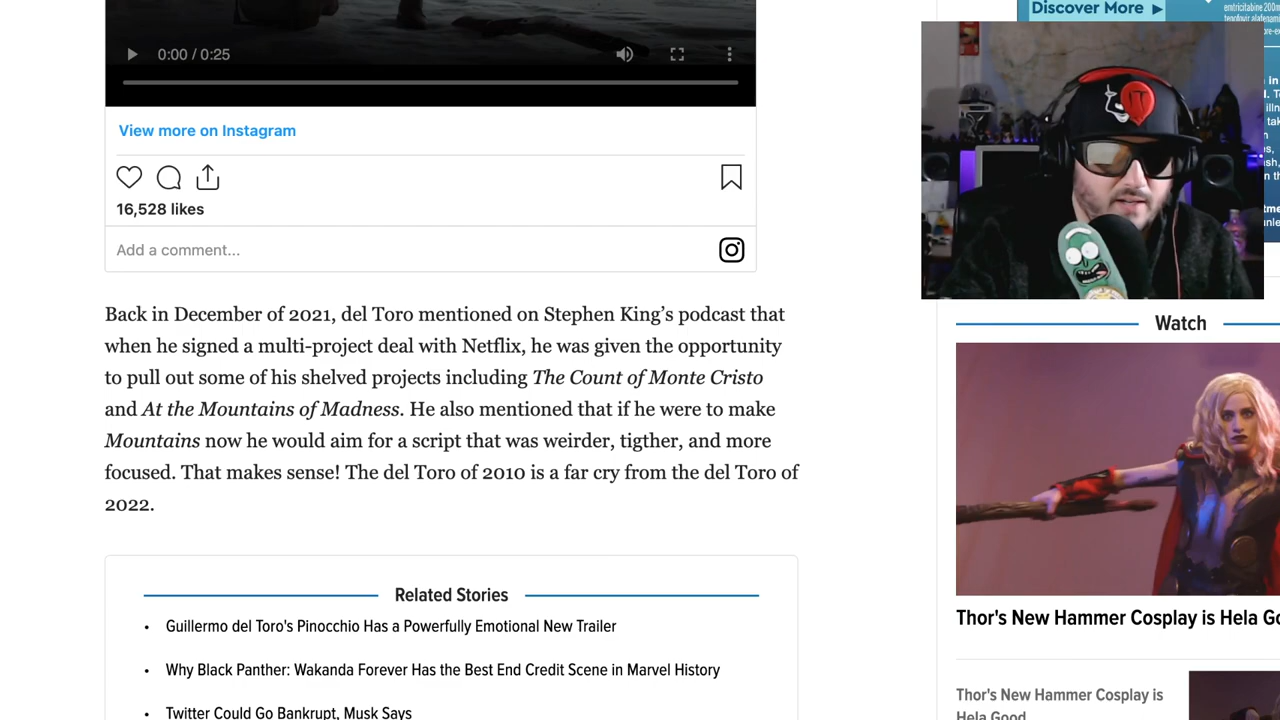 Discover More ▶
0:00 / 0:25
View more on Instagram
16,528 likes
Add a comment...
Back in December of 2021, del Toro mentioned on Stephen King’s podcast that
when he signed a multi-project deal with Netflix, he was given the opportunity
to pull out some of his shelved projects including The Count of Monte Cristo
and At the Mountains of Madness. He also mentioned that if he were to make
Mountains now he would aim for a script that was weirder, tigther, and more
focused. That makes sense! The del Toro of 2010 is a far cry from the del Toro of
2022.
Related Stories
• Guillermo del Toro's Pinocchio Has a Powerfully Emotional New Trailer
• Why Black Panther: Wakanda Forever Has the Best End Credit Scene in Marvel History
• Twitter Could Go Bankrupt, Musk Says
Watch
Thor's New Hammer Cosplay is Hela Go
Thor's New Hammer Cosplay is
Hela Good